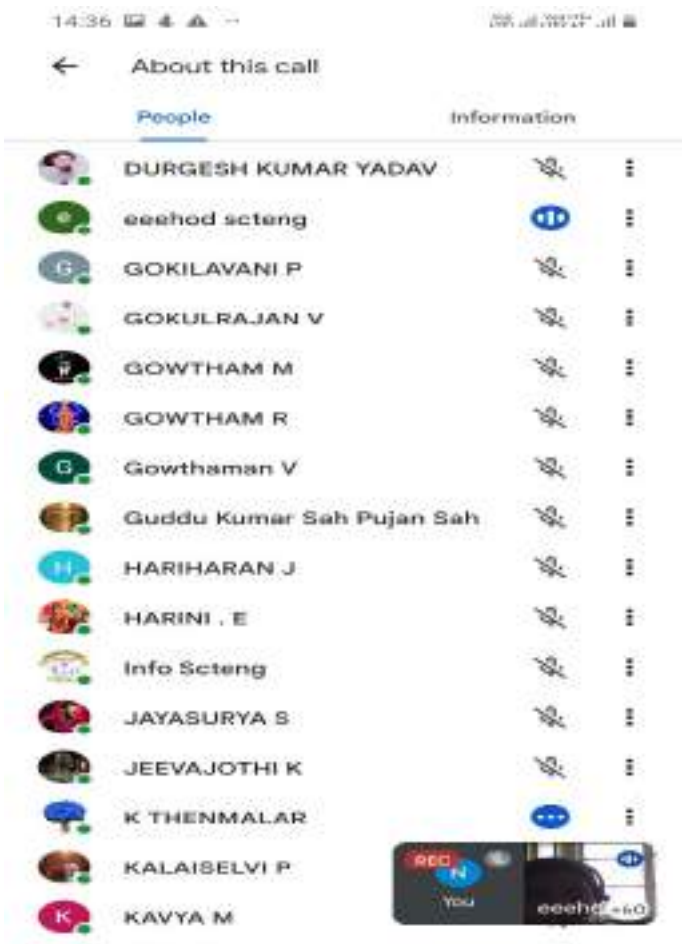 14:36
About this call
People Information
DURGESH KUMAR YADAV
e eeehod scteng
G GOKILAVANI P
GOKULRAJAN V
GOWTHAM M
GOWTHAM R
G Gowthaman V
Guddu Kumar Sah Pujan Sah
H HARIHARAN J
HARINI . E
Info Scteng
JAYASURYA S
JEEVAJOTHI K
K THENMALAR
KALAISELVI P
REC
N
You
eeeho +60
K KAVYA M